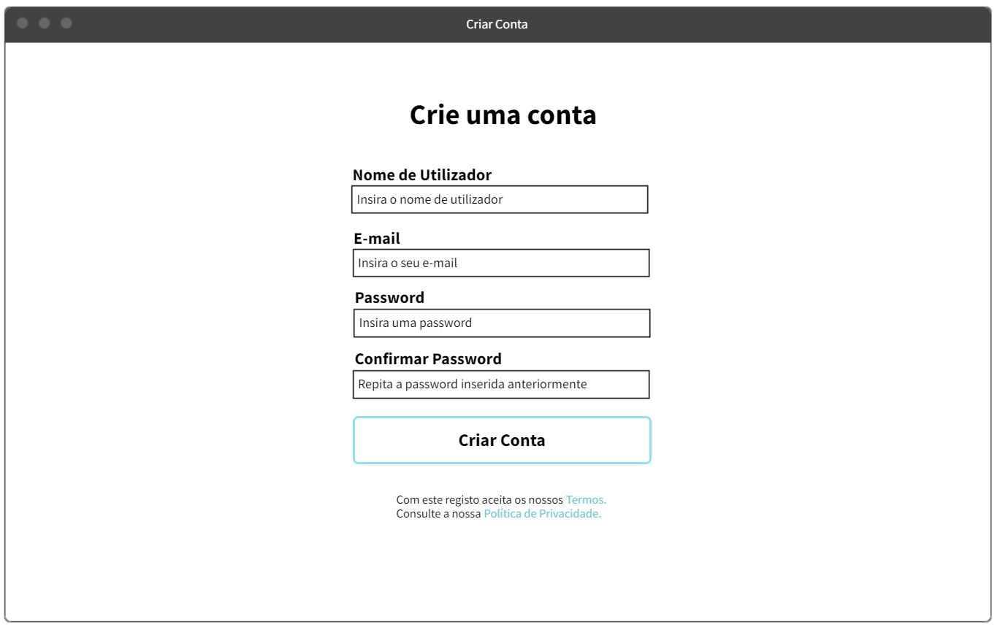 Criar Conta
Crie uma conta
Nome de Utilizador
Insira o nome de utilizador
E-mail
Insira o seu e-mail
Password
Insira uma password
Confirmar Password
Repita a password inserida anteriormente
Criar Conta
Com este registo aceita os nossos Termos.
Consulte a nossa Política de Privacidade.